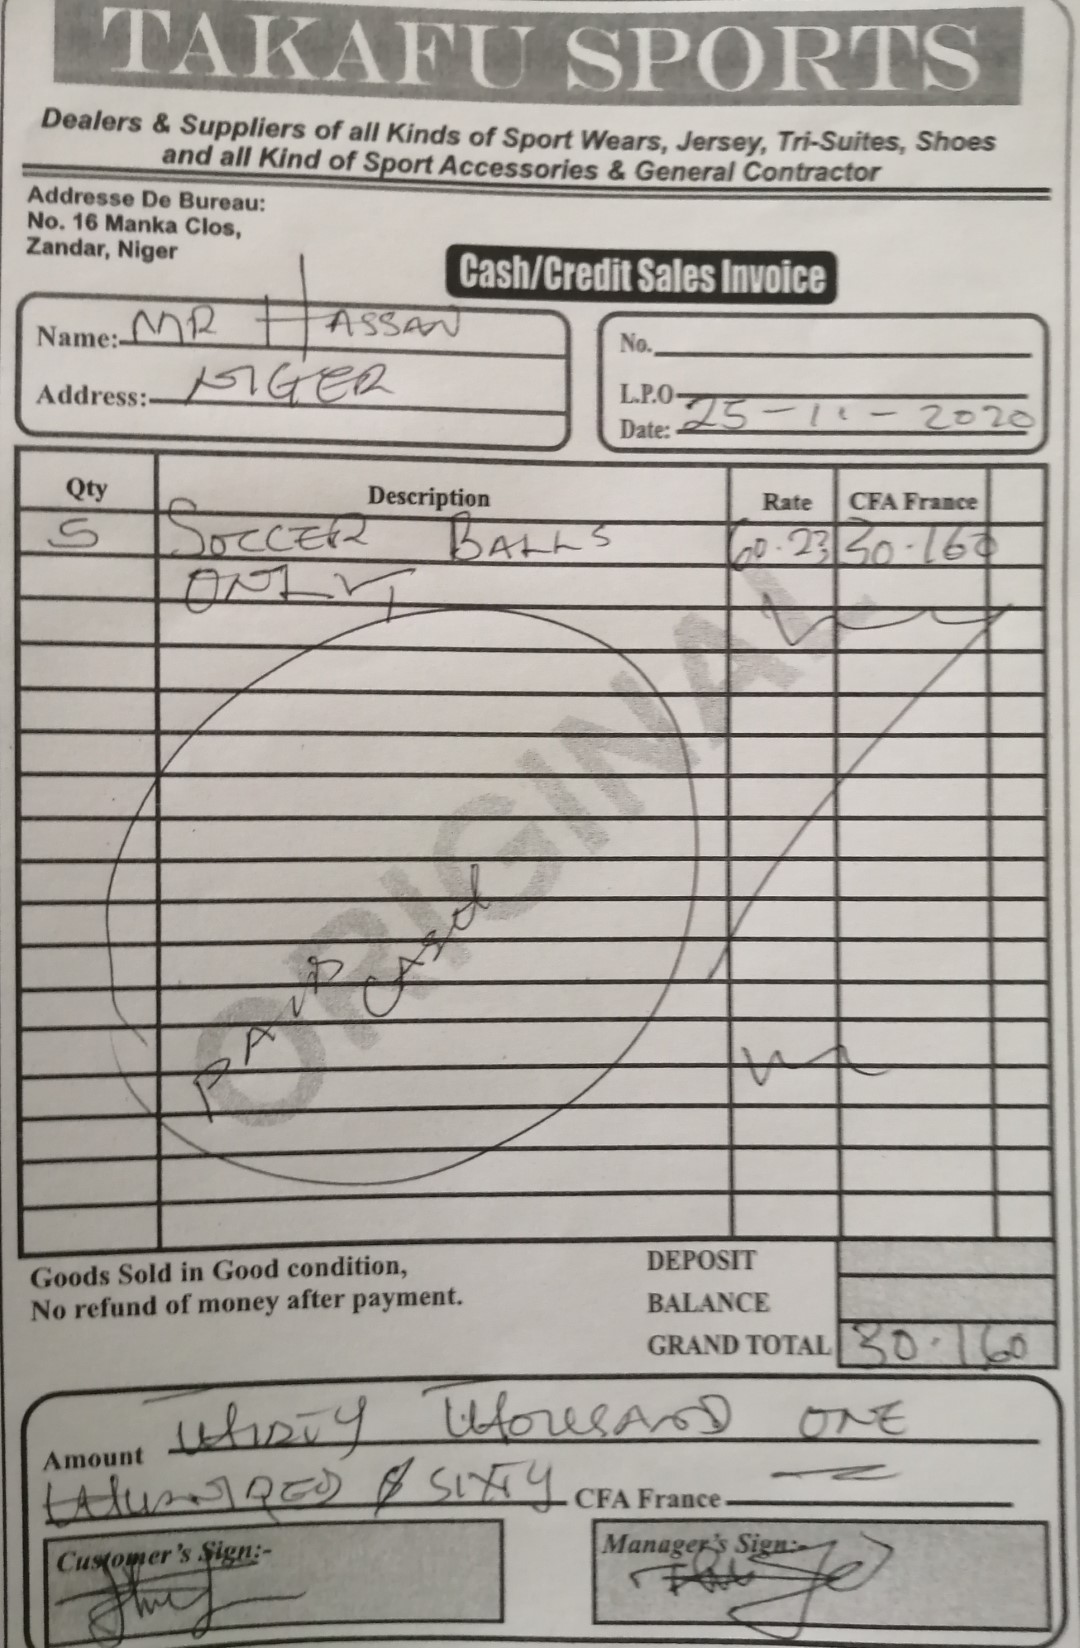 TAKAFU SPORTS
Dealers & Suppliers of all Kinds of Sport Wears, Jersey, Tri-Suites, Shoes
and all Kind of Sport Accessories & General Contractor
Addresse De Bureau:
No. 16 Manka Clos,
Zandar, Niger
Cash/Credit Sales Invoice
Name: MR HASSAN
Address: NIGER
No.
L.P.O
Date: 25-11-2020
Qty Description Rate CFA France
5 SOCCER BALLS 60.23 30.160
ONLY
ORIGINAL
PAID CASH
Goods Sold in Good condition,
No refund of money after payment.
DEPOSIT
BALANCE
GRAND TOTAL 30.160
Amount THIRTY THOUSAND ONE
HUNDRED & SIXTY CFA France
Customer's Sign:-
Manager's Sign:-